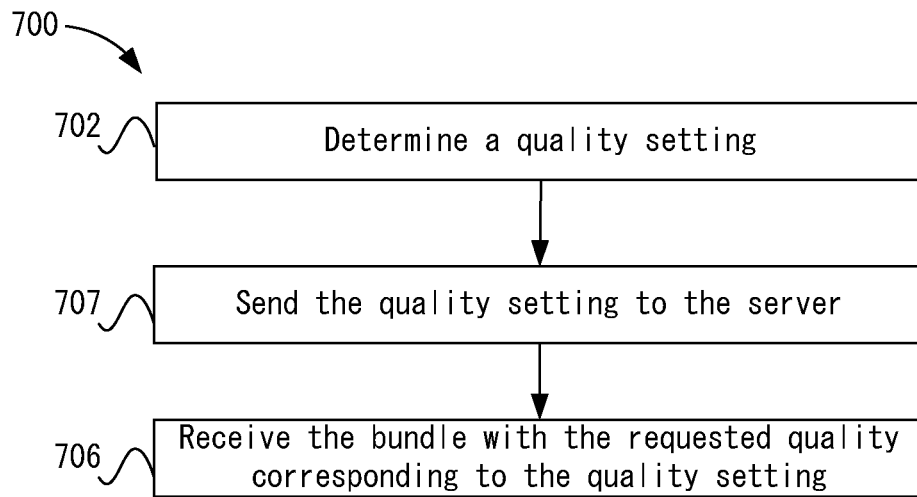 700
702
Determine a quality setting
707
Send the quality setting to the server
706
Receive the bundle with the requested quality
corresponding to the quality setting